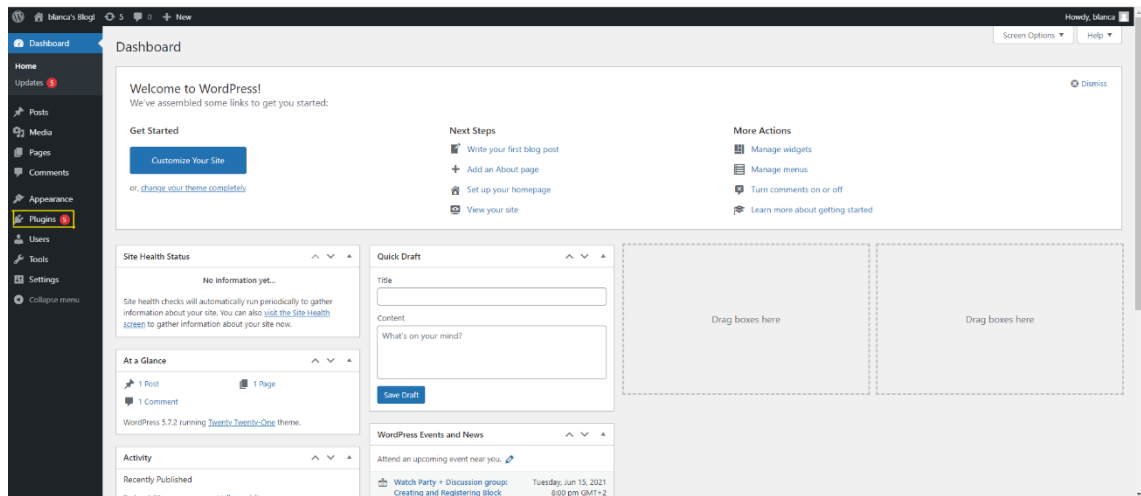 blanca's Blog! 5 0 + New Howdy, blanca
Dashboard
Home
Updates 5
Posts
Media
Pages
Comments
Appearance
Plugins 5
Users
Tools
Settings
Collapse menu
Dashboard
Screen Options ▼ Help ▼
Welcome to WordPress!
We've assembled some links to get you started:
Dismiss
Get Started
Customize Your Site
or, change your theme completely
Next Steps
Write your first blog post
Add an About page
Set up your homepage
View your site
More Actions
Manage widgets
Manage menus
Turn comments on or off
Learn more about getting started
Site Health Status
No information yet...
Site health checks will automatically run periodically to gather
information about your site. You can also visit the Site Health
screen to gather information about your site now.
At a Glance
1 Post 1 Page
1 Comment
WordPress 5.7.2 running Twenty Twenty-One theme.
Activity
Recently Published
Quick Draft
Title
Content
What's on your mind?
Save Draft
WordPress Events and News
Attend an upcoming event near you.
Watch Party + Discussion group: Tuesday, Jun 15, 2021
Creating and Registering Block 8:00 pm GMT+2
Drag boxes here
Drag boxes here